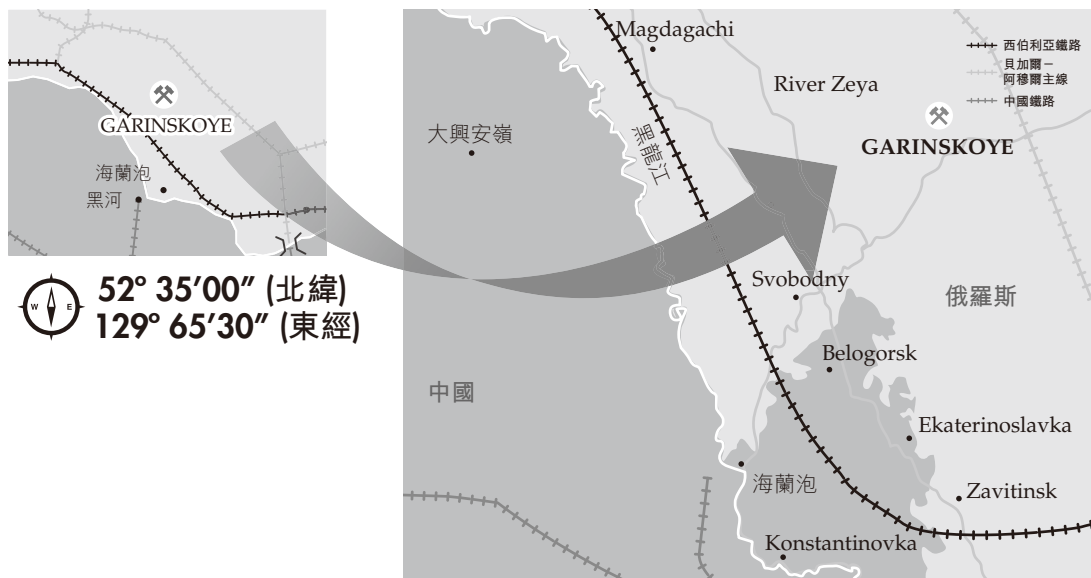 GARINSKOYE
海蘭泡
黑河
52° 35’00” (北緯)
129° 65’30” (東經)
W E
Magdagachi
River Zeya
西伯利亞鐵路
貝加爾－
阿穆爾主線
中國鐵路
大興安嶺
黑龍江
GARINSKOYE
Svobodny
俄羅斯
Belogorsk
中國
Ekaterinoslavka
海蘭泡
Zavitinsk
Konstantinovka